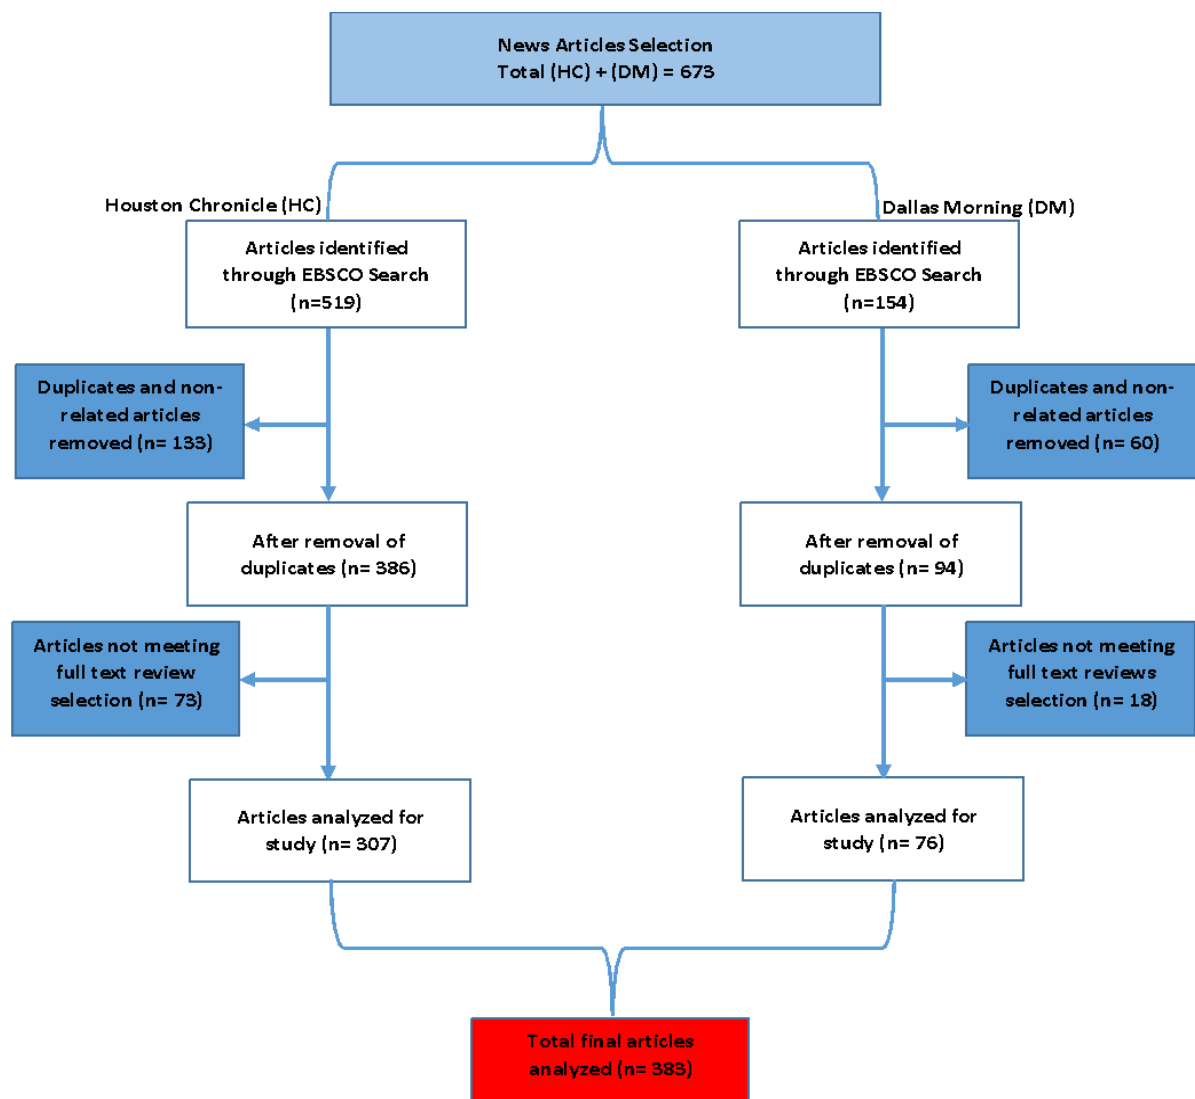 News Articles Selection
Total (HC) + (DM) = 673
Houston Chronicle (HC)
Dallas Morning (DM)
Articles identified
through EBSCO Search
(n=519)
Articles identified
through EBSCO Search
(n=154)
Duplicates and non-
related articles
removed (n= 133)
Duplicates and non-
related articles
removed (n= 60)
After removal of
duplicates (n= 386)
After removal of
duplicates (n= 94)
Articles not meeting
full text review
selection (n= 73)
Articles not meeting
full text reviews
selection (n= 18)
Articles analyzed for
study (n= 307)
Articles analyzed for
study (n= 76)
Total final articles
analyzed (n= 383)